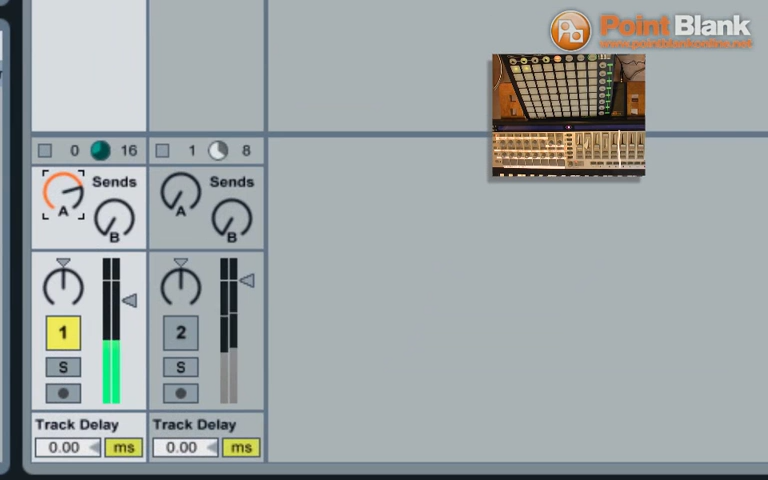 Point Blank
0 16
1 8
Sends
A
B
Sends
A
B
1
S
2
S
Track Delay
0.00 ms
Track Delay
0.00 ms